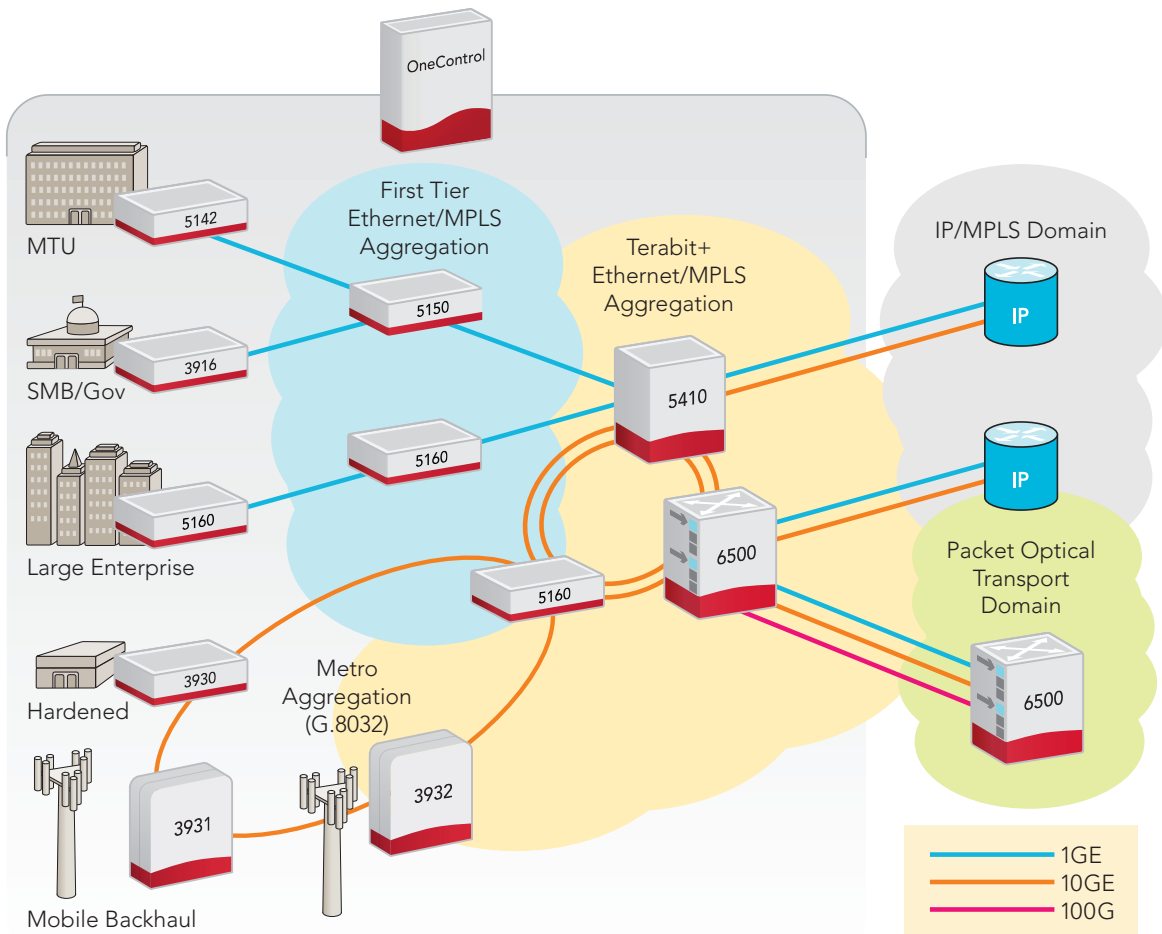 OneControl
5142
MTU
First Tier
Ethernet/MPLS
Aggregation
5150
3916
SMB/Gov
5160
5160
Large Enterprise
Terabit+
Ethernet/MPLS
Aggregation
5410
6500
5160
IP/MPLS Domain
IP
IP
Packet Optical
Transport
Domain
6500
3930
Hardened
Metro
Aggregation
(G.8032)
3931
3932
Mobile Backhaul
1GE
10GE
100G